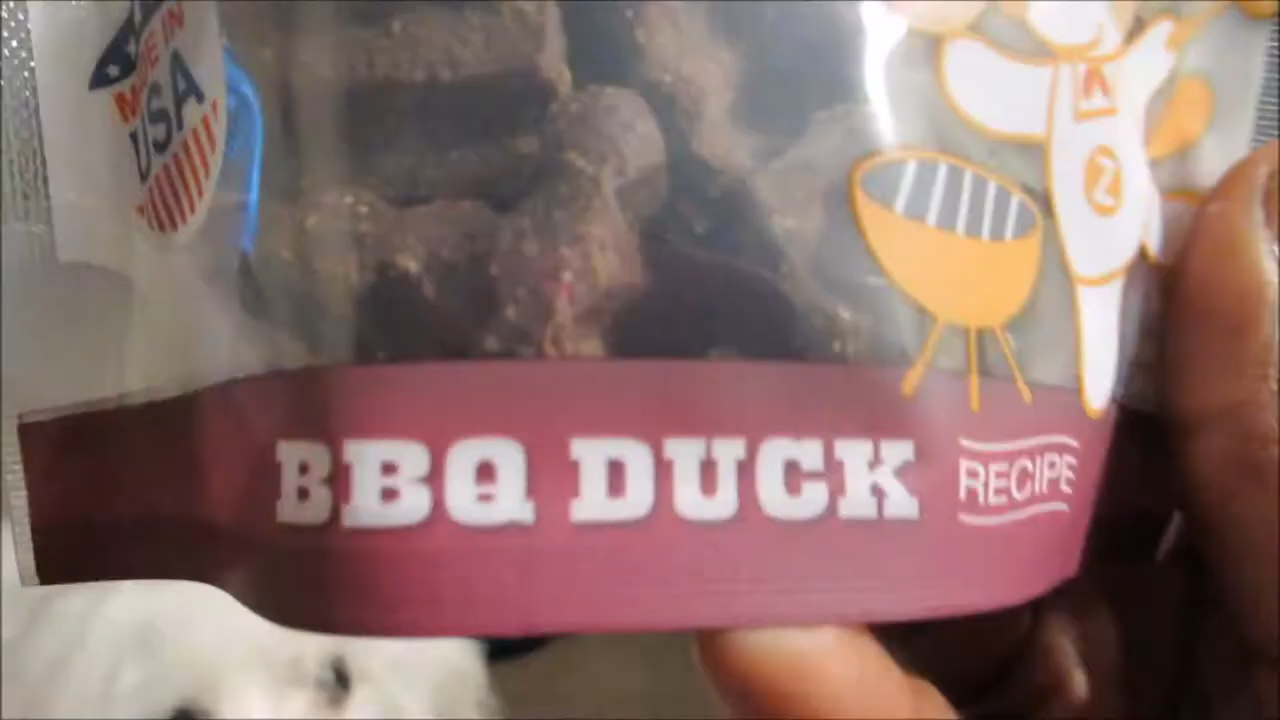 MADE IN
USA
Z
BBQ DUCK
RECIPE